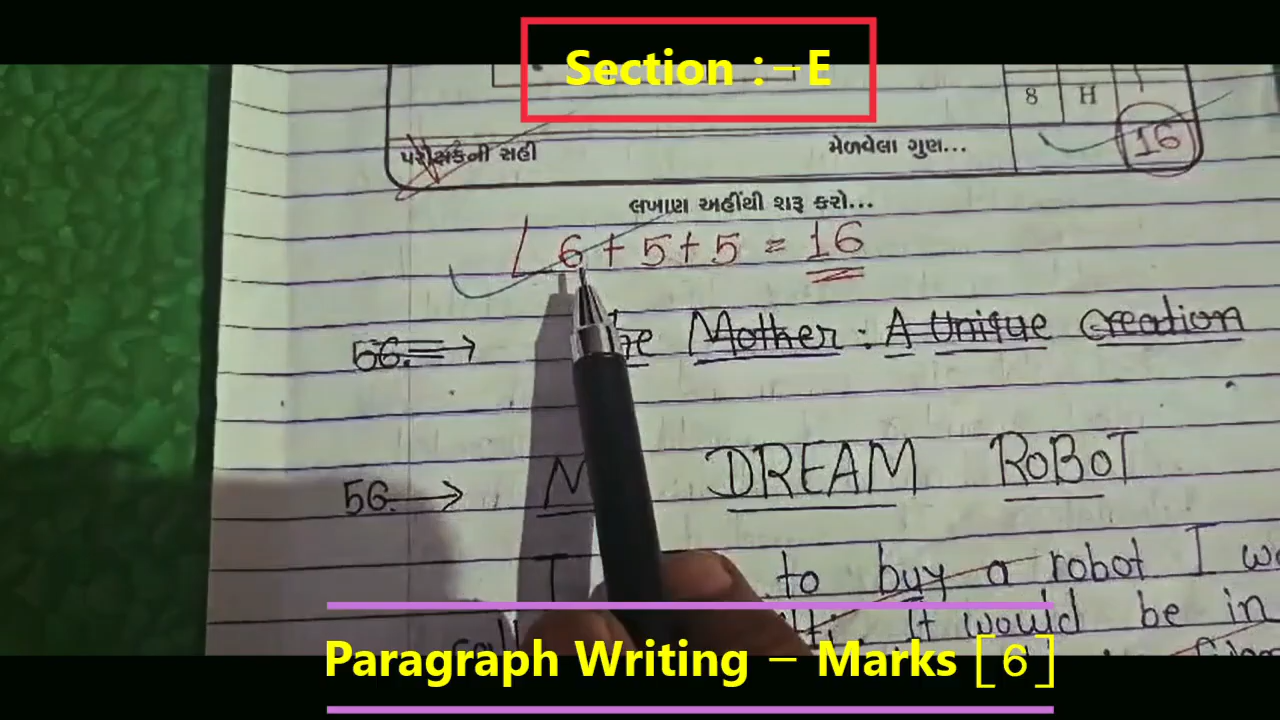 Section :-E
8 H
પરીક્ષકની સહી મેળવેલા ગુણ... 16
લખાણ અહીંથી શરૂ કરો...
6 + 5 + 5 = 16
56. The Mother : A Unique Creation
56. DREAM ROBOT
to buy a robot I
It would be in
Paragraph Writing - Marks [6]